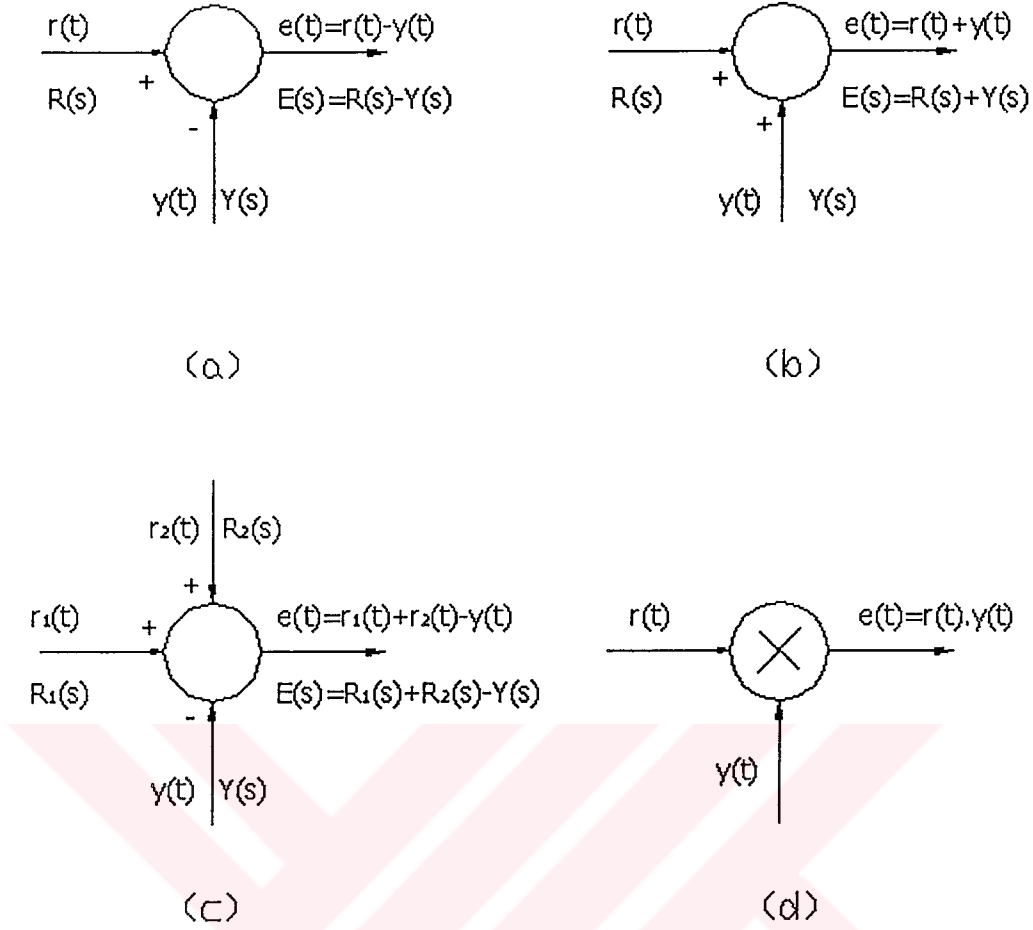 r(t)
e(t)=r(t)-y(t)
+
R(s)
E(s)=R(s)-Y(s)
-
y(t) Y(s)
(a)
r(t)
e(t)=r(t)+y(t)
+
R(s)
E(s)=R(s)+Y(s)
+
y(t) Y(s)
(b)
r₂(t) R₂(s)
+
r₁(t)
+
e(t)=r₁(t)+r₂(t)-y(t)
R₁(s)
E(s)=R₁(s)+R₂(s)-Y(s)
-
y(t) Y(s)
(c)
r(t)
e(t)=r(t).y(t)
y(t)
(d)